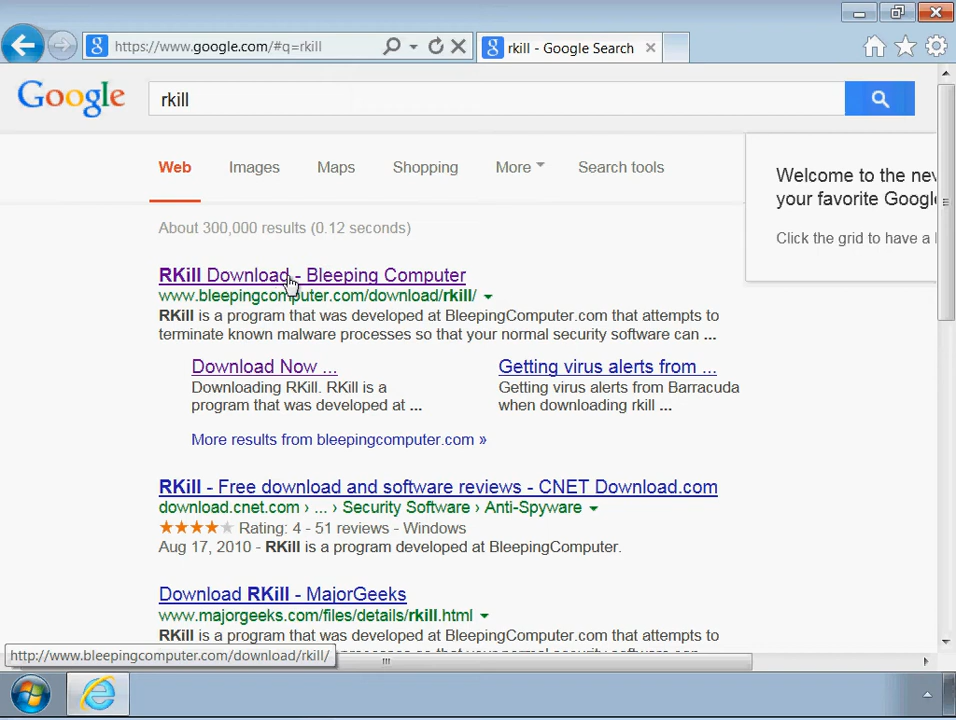 https://www.google.com/#q=rkill
rkill - Google Search
Google
rkill
Web Images Maps Shopping More Search tools
Welcome to the
your favorite
Click the grid to have a
About 300,000 results (0.12 seconds)
RKill Download - Bleeping Computer
www.bleepingcomputer.com/download/rkill/
RKill is a program that was developed at BleepingComputer.com that attempts to
terminate known malware processes so that your normal security software can ...
Download Now ...
Downloading RKill. RKill is a
program that was developed at ...
Getting virus alerts from ...
Getting virus alerts from Barracuda
when downloading rkill ...
More results from bleepingcomputer.com »
RKill - Free download and software reviews - CNET Download.com
download.cnet.com › ... › Security Software › Anti-Spyware
Rating: 4 - 51 reviews - Windows
Aug 17, 2010 - RKill is a program developed at BleepingComputer.
Download RKill - MajorGeeks
www.majorgeeks.com/files/details/rkill.html
RKill is a program that was developed at BleepingComputer.com that attempts to
http://www.bleepingcomputer.com/download/rkill/